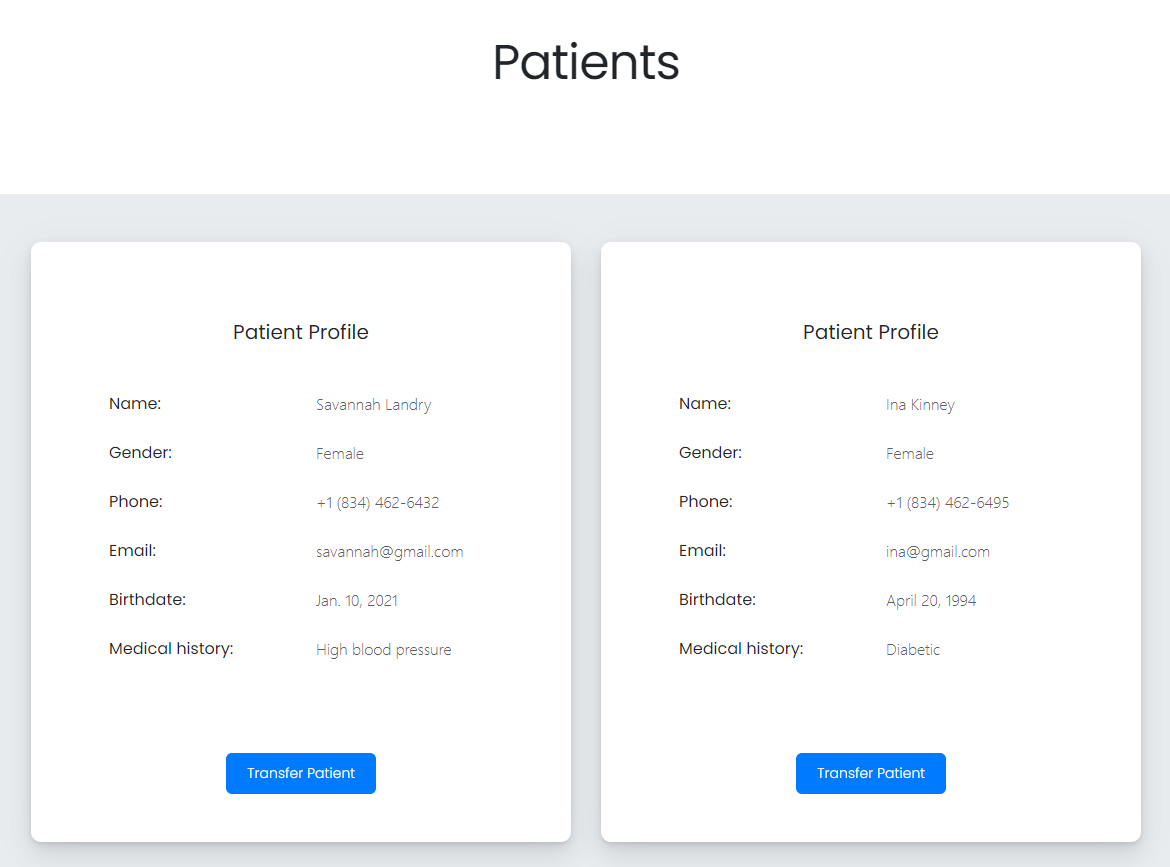 Patients
Patient Profile
Name: Savannah Landry
Gender: Female
Phone: +1 (834) 462-6432
Email: savannah@gmail.com
Birthdate: Jan. 10, 2021
Medical history: High blood pressure
Transfer Patient
Patient Profile
Name: Ina Kinney
Gender: Female
Phone: +1 (834) 462-6495
Email: ina@gmail.com
Birthdate: April 20, 1994
Medical history: Diabetic
Transfer Patient